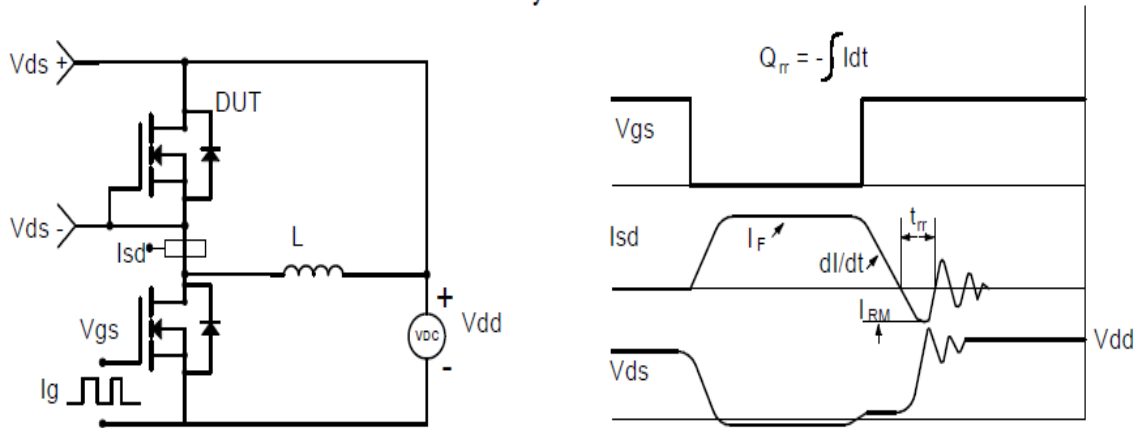 Vds +
DUT
Vds -
Isd
L
Vgs
Ig
+
VDC
Vdd
-
Qrr = -∫ Idt
Vgs
Isd
IF
dI/dt
trr
IRM
Vds
Vdd